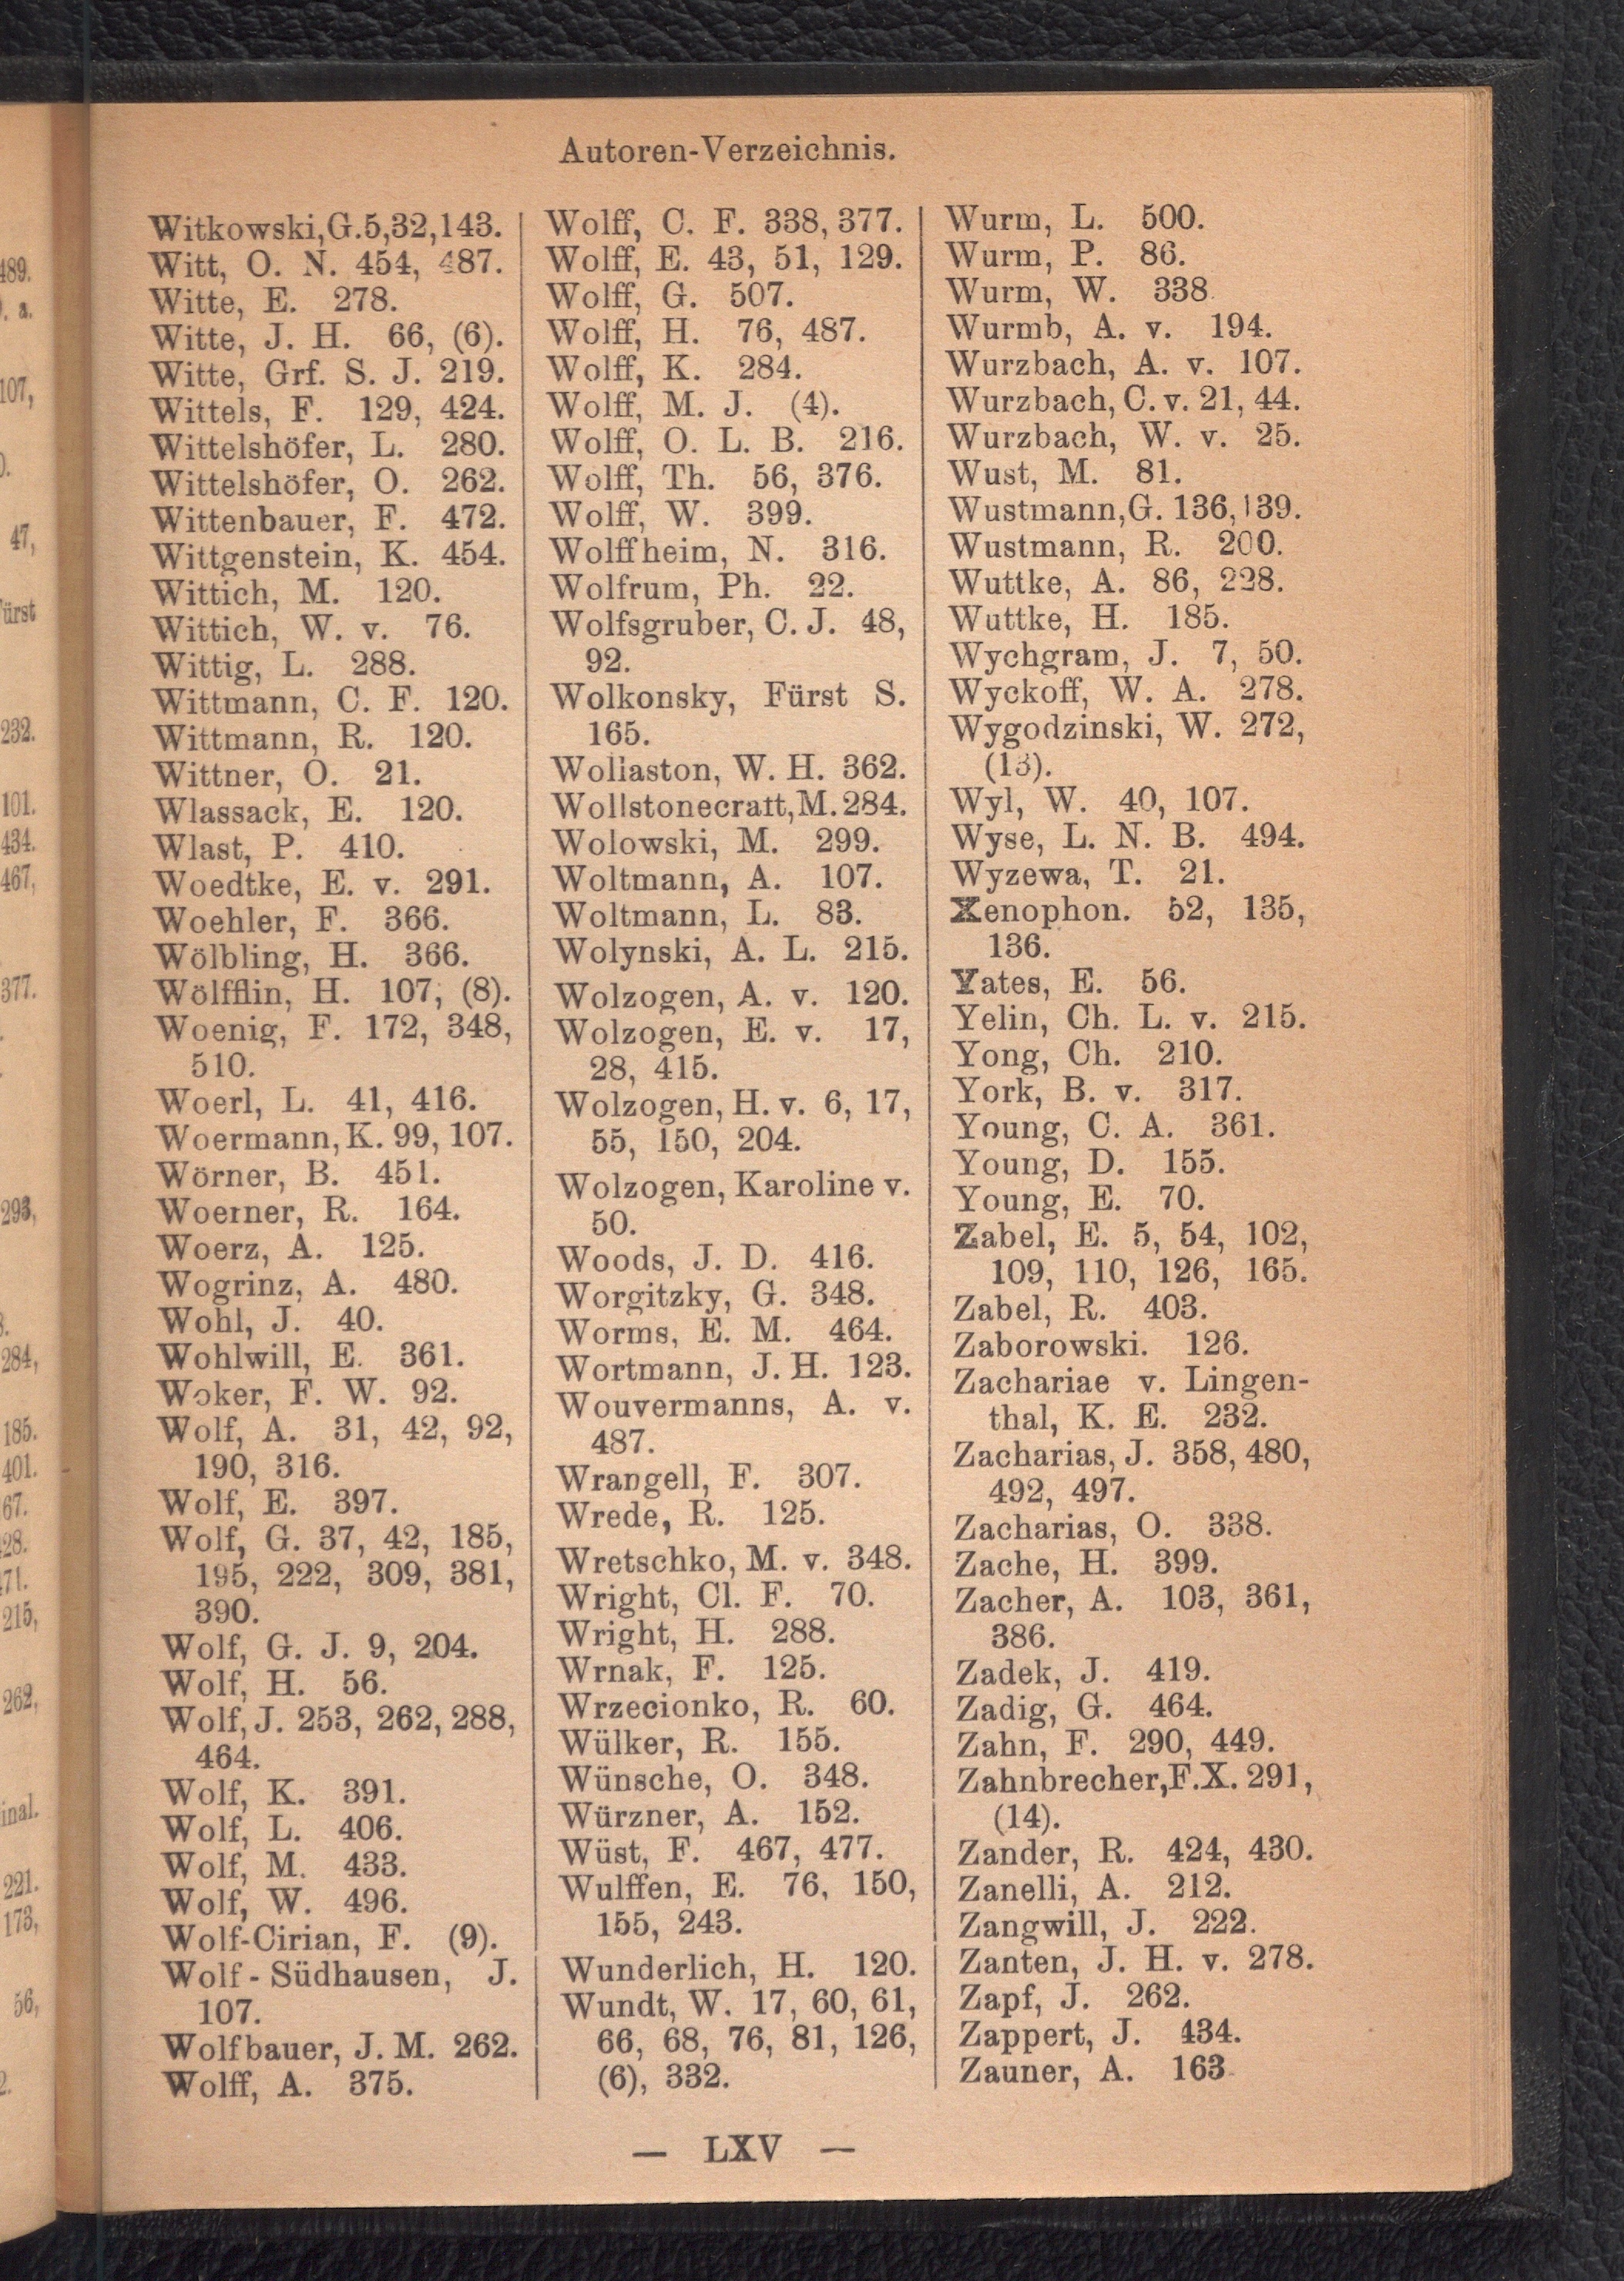 Autoren-Verzeichnis.
Witkowski,G.5,32,143.
Witt, O. N. 454, 487.
Witte, E. 278.
Witte, J. H. 66, (6).
Witte, Grf. S. J. 219.
Wittels, F. 129, 424.
Wittelshöfer, L. 280.
Wittelshöfer, O. 262.
Wittenbauer, F. 472.
Wittgenstein, K. 454.
Wittich, M. 120.
Wittich, W. v. 76.
Wittig, L. 288.
Wittmann, C. F. 120.
Wittmann, R. 120.
Wittner, O. 21.
Wlassack, E. 120.
Wlast, P. 410.
Woedtke, E. v. 291.
Woehler, F. 366.
Wölbling, H. 366.
Wölfflin, H. 107, (8).
Woenig, F. 172, 348,
510.
Woerl, L. 41, 416.
Woermann, K. 99, 107.
Wörner, B. 451.
Woerner, R. 164.
Woerz, A. 125.
Wogrinz, A. 480.
Wohl, J. 40.
Wohlwill, E. 361.
Woker, F. W. 92.
Wolf, A. 31, 42, 92,
190, 316.
Wolf, E. 397.
Wolf, G. 37, 42, 185,
195, 222, 309, 381,
390.
Wolf, G. J. 9, 204.
Wolf, H. 56.
Wolf, J. 253, 262, 288,
464.
Wolf, K. 391.
Wolf, L. 406.
Wolf, M. 433.
Wolf, W. 496.
Wolf-Cirian, F. (9).
Wolf - Südhausen, J.
107.
Wolfbauer, J. M. 262.
Wolff, A. 375.
Wolff, C. F. 338, 377.
Wolff, E. 43, 51, 129.
Wolff, G. 507.
Wolff, H. 76, 487.
Wolff, K. 284.
Wolff, M. J. (4).
Wolff, O. L. B. 216.
Wolff, Th. 56, 376.
Wolff, W. 399.
Wolffheim, N. 316.
Wolfrum, Ph. 22.
Wolfsgruber, C. J. 48,
92.
Wolkonsky, Fürst S.
165.
Wollaston, W. H. 362.
Wollstonecratt, M. 284.
Wolowski, M. 299.
Woltmann, A. 107.
Woltmann, L. 83.
Wolynski, A. L. 215.
Wolzogen, A. v. 120.
Wolzogen, E. v. 17,
28, 415.
Wolzogen, H. v. 6, 17,
55, 150, 204.
Wolzogen, Karoline v.
50.
Woods, J. D. 416.
Worgitzky, G. 348.
Worms, E. M. 464.
Wortmann, J. H. 123.
Wouvermanns, A. v.
487.
Wrangell, F. 307.
Wrede, R. 125.
Wretschko, M. v. 348.
Wright, Cl. F. 70.
Wright, H. 288.
Wrnak, F. 125.
Wrzecionko, R. 60.
Wülker, R. 155.
Wünsche, O. 348.
Würzner, A. 152.
Wüst, F. 467, 477.
Wulffen, E. 76, 150,
155, 243.
Wunderlich, H. 120.
Wundt, W. 17, 60, 61,
66, 68, 76, 81, 126,
(6), 332.
Wurm, L. 500.
Wurm, P. 86.
Wurm, W. 338.
Wurmb, A. v. 194.
Wurzbach, A. v. 107.
Wurzbach, C. v. 21, 44.
Wurzbach, W. v. 25.
Wust, M. 81.
Wustmann,G. 136,139.
Wustmann, R. 200.
Wuttke, A. 86, 228.
Wuttke, H. 185.
Wychgram, J. 7, 50.
Wyckoff, W. A. 278.
Wygodzinski, W. 272,
(13).
Wyl, W. 40, 107.
Wyse, L. N. B. 494.
Wyzewa, T. 21.
Xenophon. 52, 135,
136.
Yates, E. 56.
Yelin, Ch. L. v. 215.
Yong, Ch. 210.
York, B. v. 317.
Young, C. A. 361.
Young, D. 155.
Young, E. 70.
Zabel, E. 5, 54, 102,
109, 110, 126, 165.
Zabel, R. 403.
Zaborowski. 126.
Zachariae v. Lingen-
thal, K. E. 232.
Zacharias, J. 358, 480,
492, 497.
Zacharias, O. 338.
Zache, H. 399.
Zacher, A. 103, 361,
386.
Zadek, J. 419.
Zadig, G. 464.
Zahn, F. 290, 449.
Zahnbrecher,F.X. 291,
(14).
Zander, R. 424, 430.
Zanelli, A. 212.
Zangwill, J. 222.
Zanten, J. H. v. 278.
Zapf, J. 262.
Zappert, J. 434.
Zauner, A. 163.
— LXV —